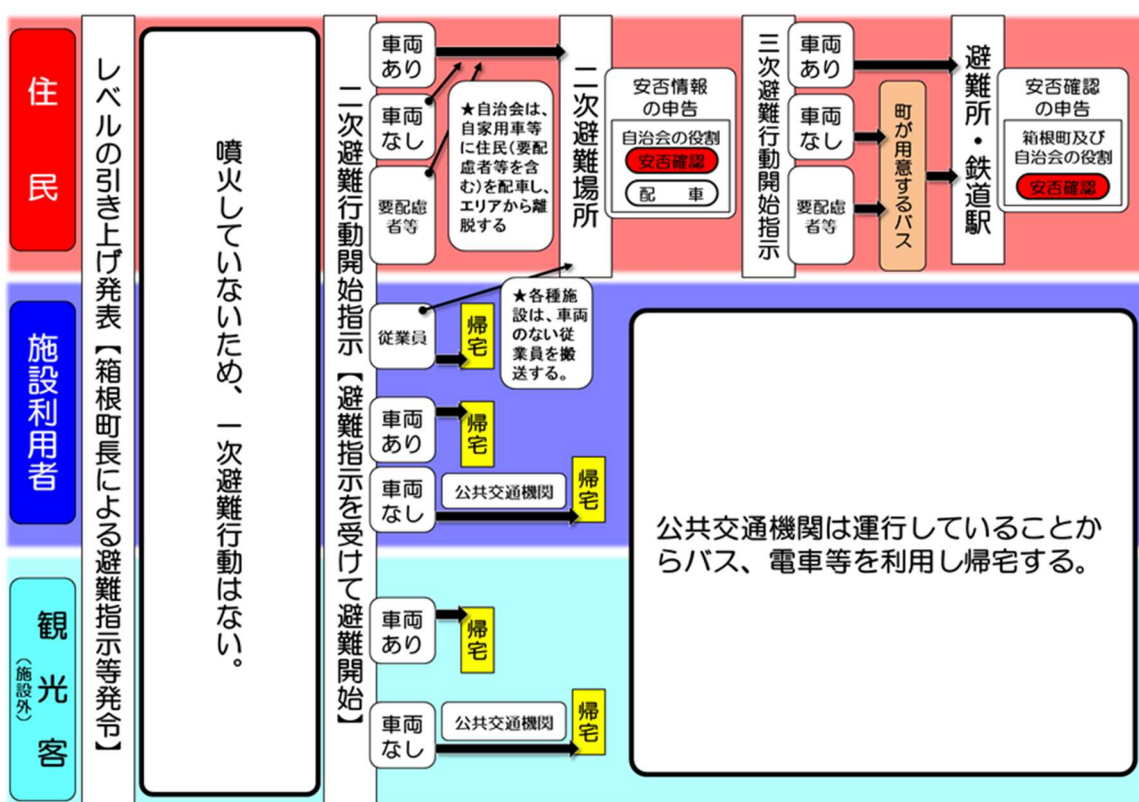 住民
レベルの引き上げ発表【箱根町長による避難指示等発令】
噴火していないため、一次避難行動はない。
二次避難行動開始指示【避難指示を受けて避難開始】
車両
あり
車両
なし
要配慮
者等
★自治会は、
自家用車等
に住民(要配
慮者等を含
む)を配車し、
エリアから離
脱する
二次避難場所
安否情報
の申告
自治会の役割
安否確認
配 車
三次避難行動開始指示
車両
あり
車両
なし
要配慮
者等
町が用意するバス
避難所・鉄道駅
安否確認
の申告
箱根町及び
自治会の役割
安否確認
施設利用者
従業員
帰宅
★各種施
設は、車両
のない従
業員を搬
送する。
車両
あり
帰宅
車両
なし
公共交通機関
帰宅
公共交通機関は運行していることか
らバス、電車等を利用し帰宅する。
観光客
(施設外)
車両
あり
帰宅
車両
なし
公共交通機関
帰宅